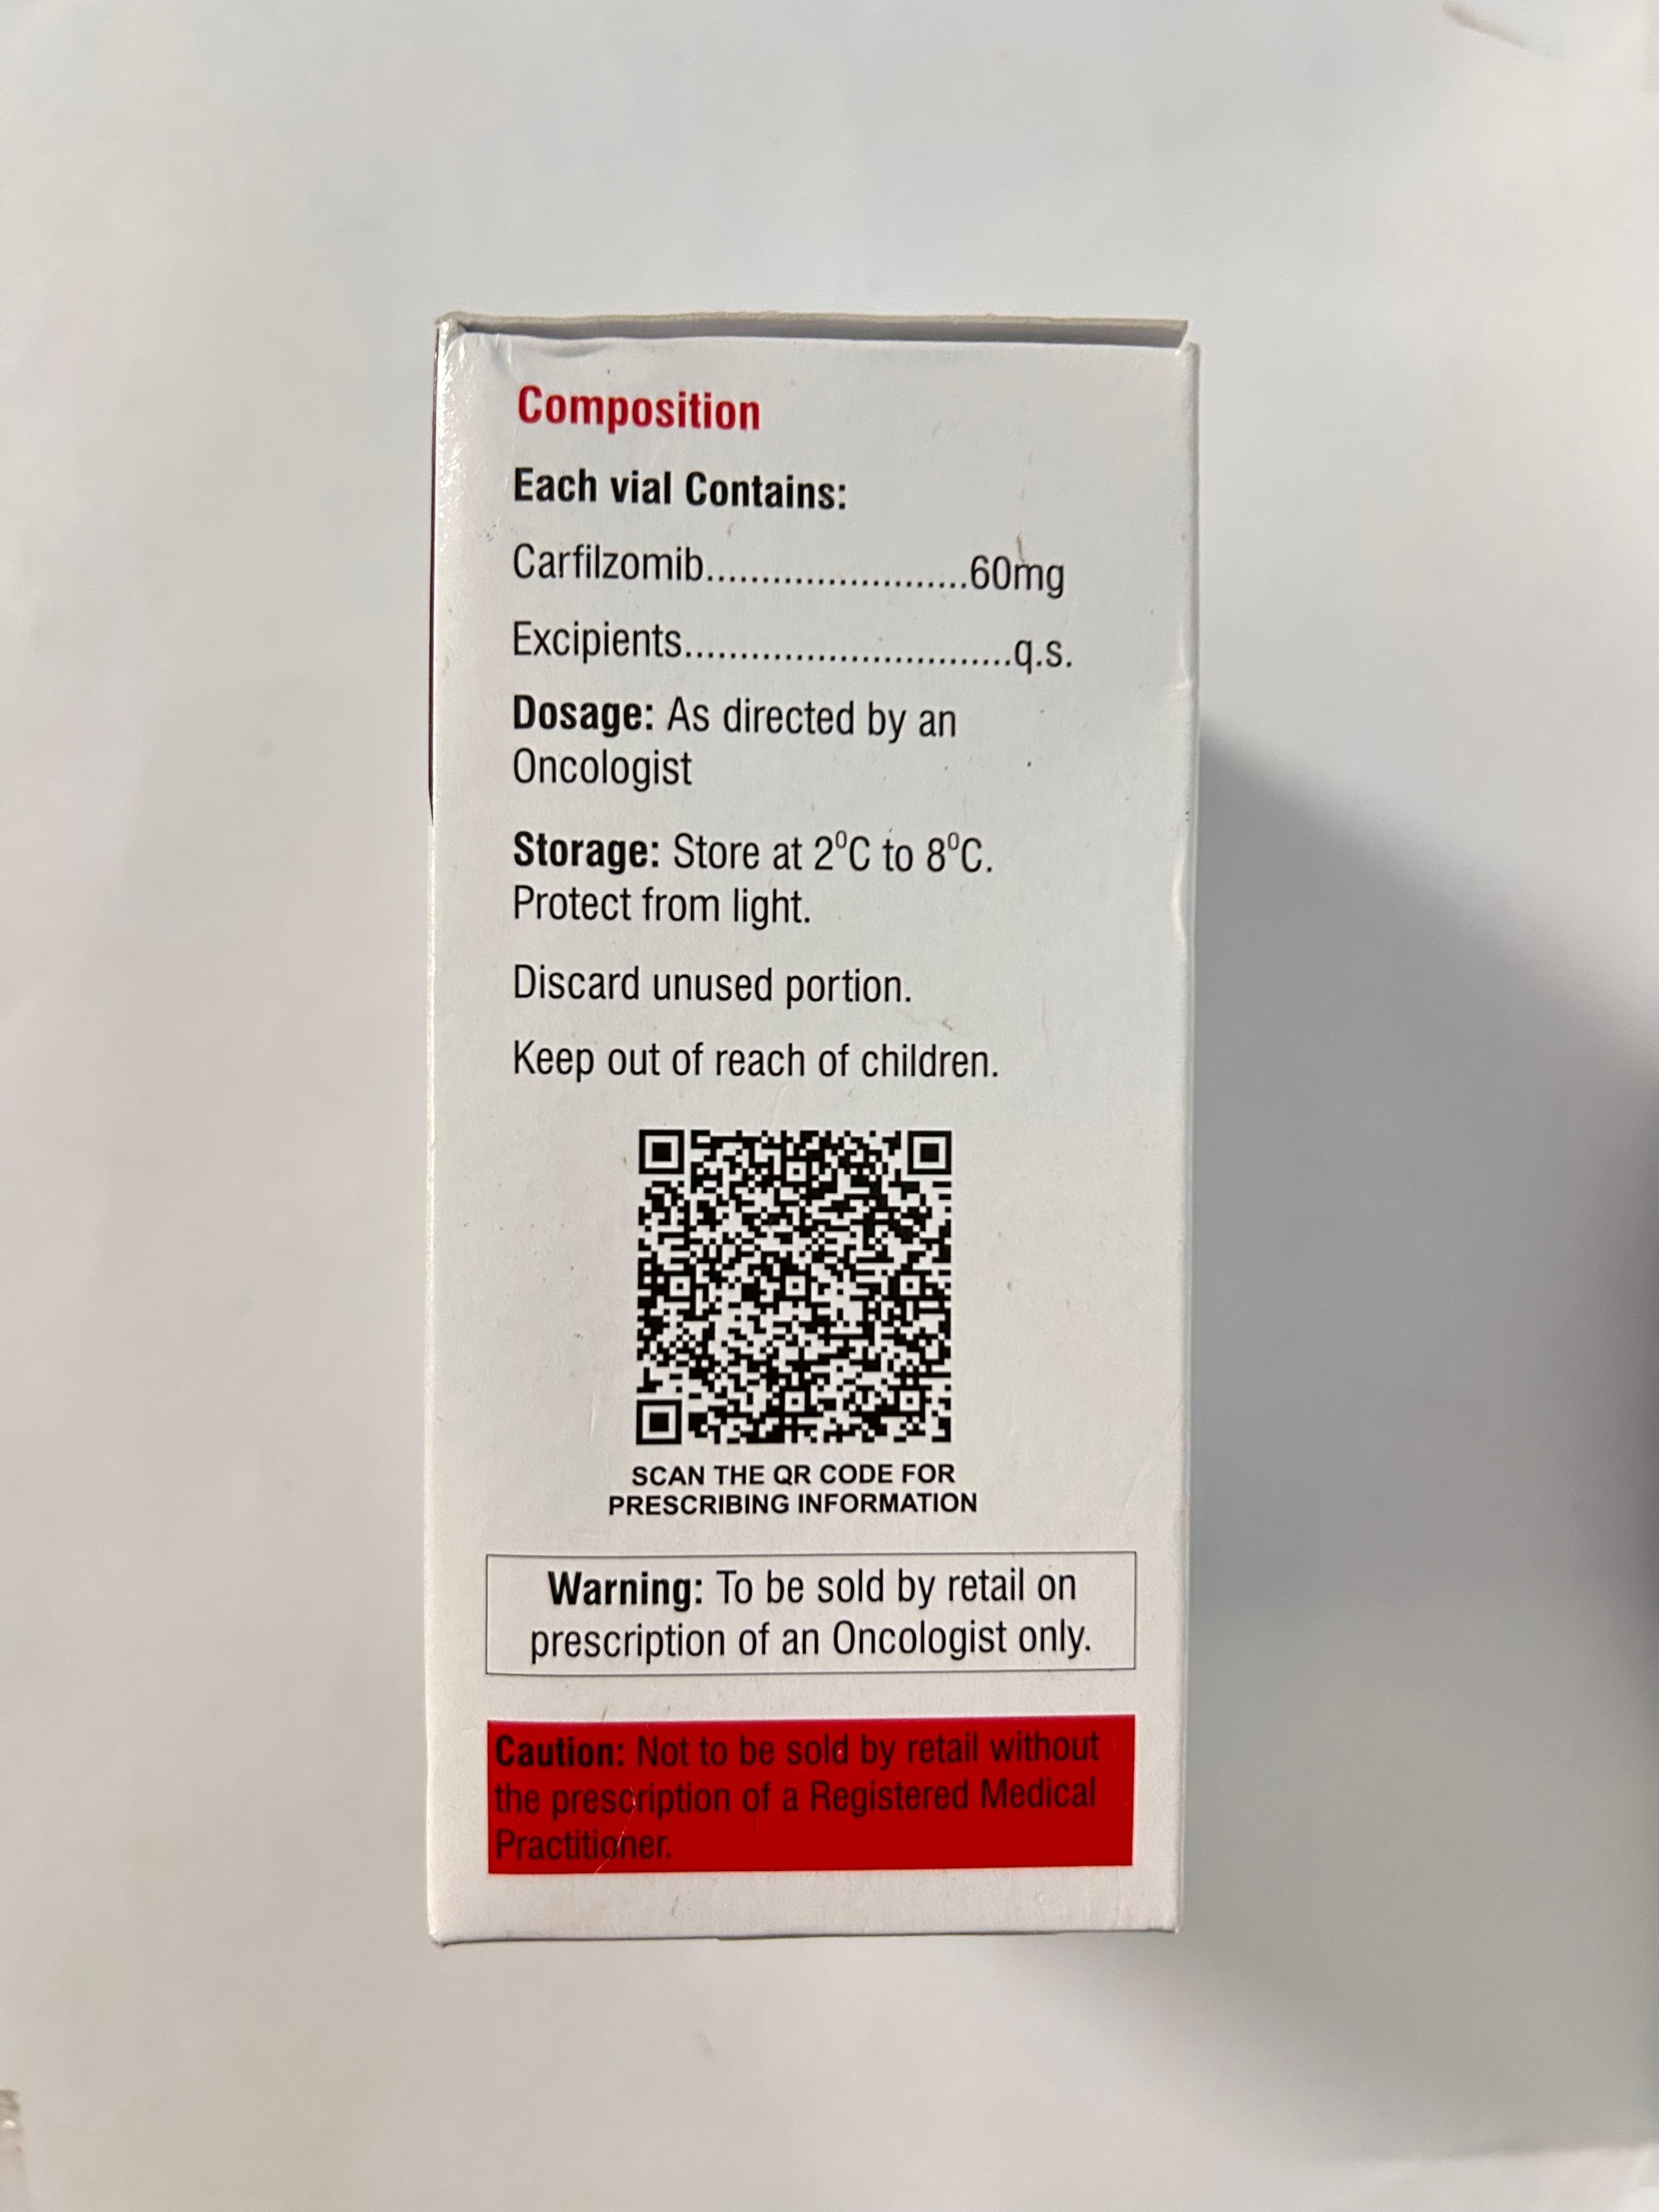 Composition
Each vial Contains:
Carfilzomib........................60mg
Excipients..............................q.s.
Dosage: As directed by an
Oncologist
Storage: Store at 2⁰C to 8⁰C.
Protect from light.
Discard unused portion.
Keep out of reach of children.
SCAN THE QR CODE FOR
PRESCRIBING INFORMATION
Warning: To be sold by retail on
prescription of an Oncologist only.
Caution: Not to be sold by retail without
the prescription of a Registered Medical
Practitioner.